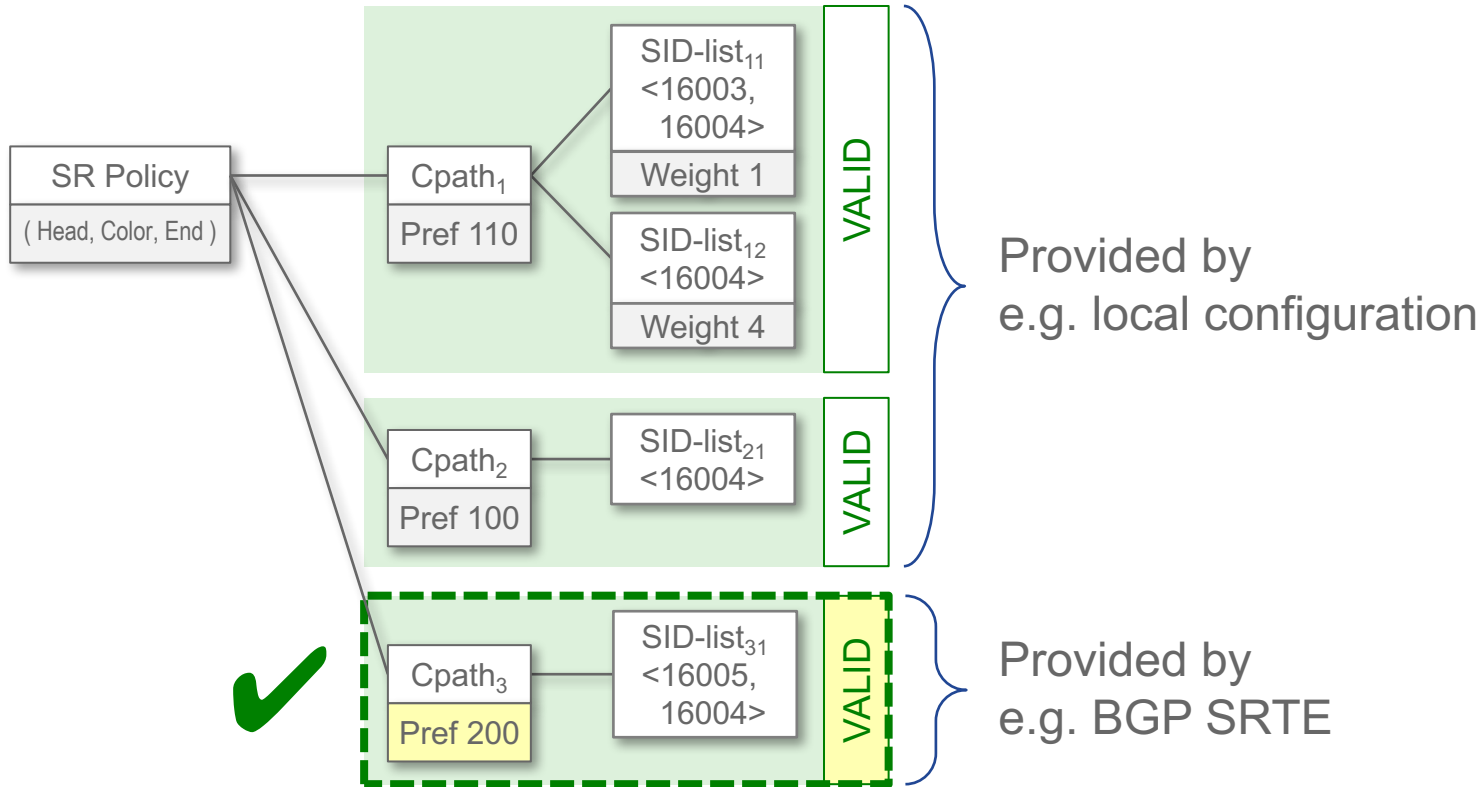 SR Policy
( Head, Color, End )
Cpath₁
Pref 110
SID-list₁₁
<16003,
16004>
Weight 1
SID-list₁₂
<16004>
Weight 4
VALID
Provided by
e.g. local configuration
Cpath₂
Pref 100
SID-list₂₁
<16004>
VALID
Cpath₃
Pref 200
SID-list₃₁
<16005,
16004>
VALID
Provided by
e.g. BGP SRTE